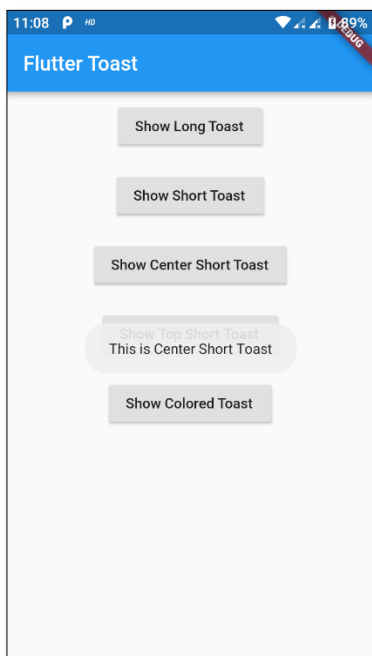 11:08 P HD 89%
DEBUG
Flutter Toast
Show Long Toast
Show Short Toast
Show Center Short Toast
Show Top Short Toast
This is Center Short Toast
Show Colored Toast